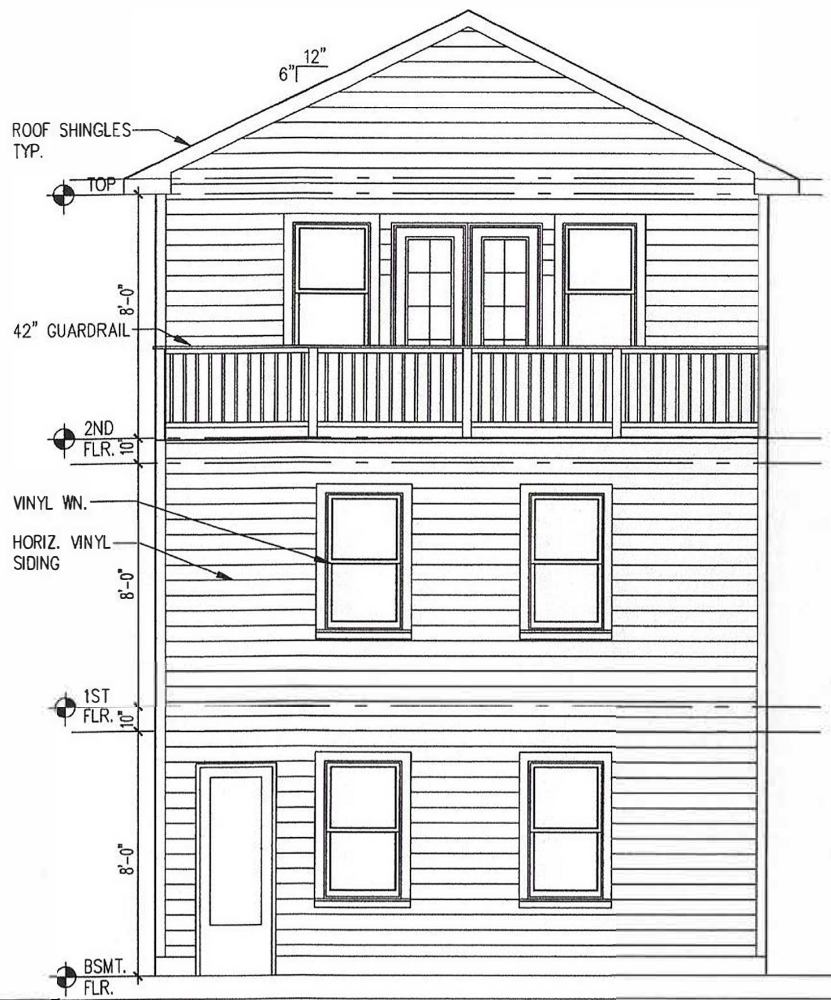 12"
6"
ROOF SHINGLES
TYP.
TOP
8'-0"
42" GUARDRAIL
2ND
FLR.
10"
VINYL WN.
HORIZ. VINYL
SIDING
8'-0"
1ST
FLR.
10"
8'-0"
BSMT.
FLR.